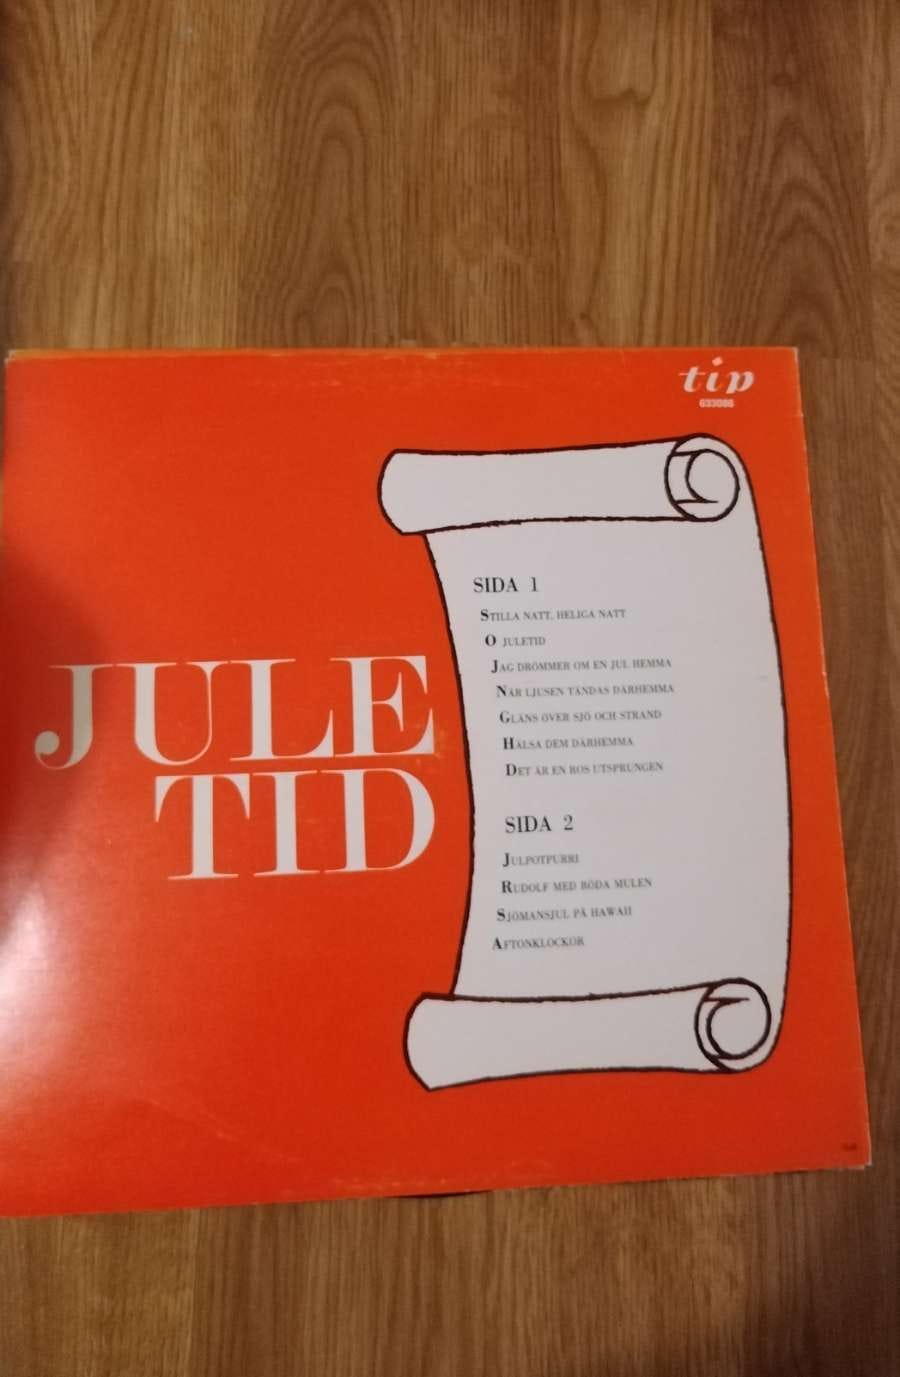 tip
633086
JULE
TID
SIDA 1
STILLA NATT, HELIGA NATT
O JULETID
JAG DRÖMMER OM EN JUL HEMMA
NÄR LJUSEN TÄNDAS DÄRHEMMA
GLÄNS ÖVER SJÖ OCH STRAND
HÄLSA DEM DÄRHEMMA
DET ÄR EN ROS UTSPRUNGEN
SIDA 2
JULPOTPURRI
RUDOLF MED RÖDA MULEN
SJÖMANSJUL PÅ HAWAII
AFTONKLOCKOR